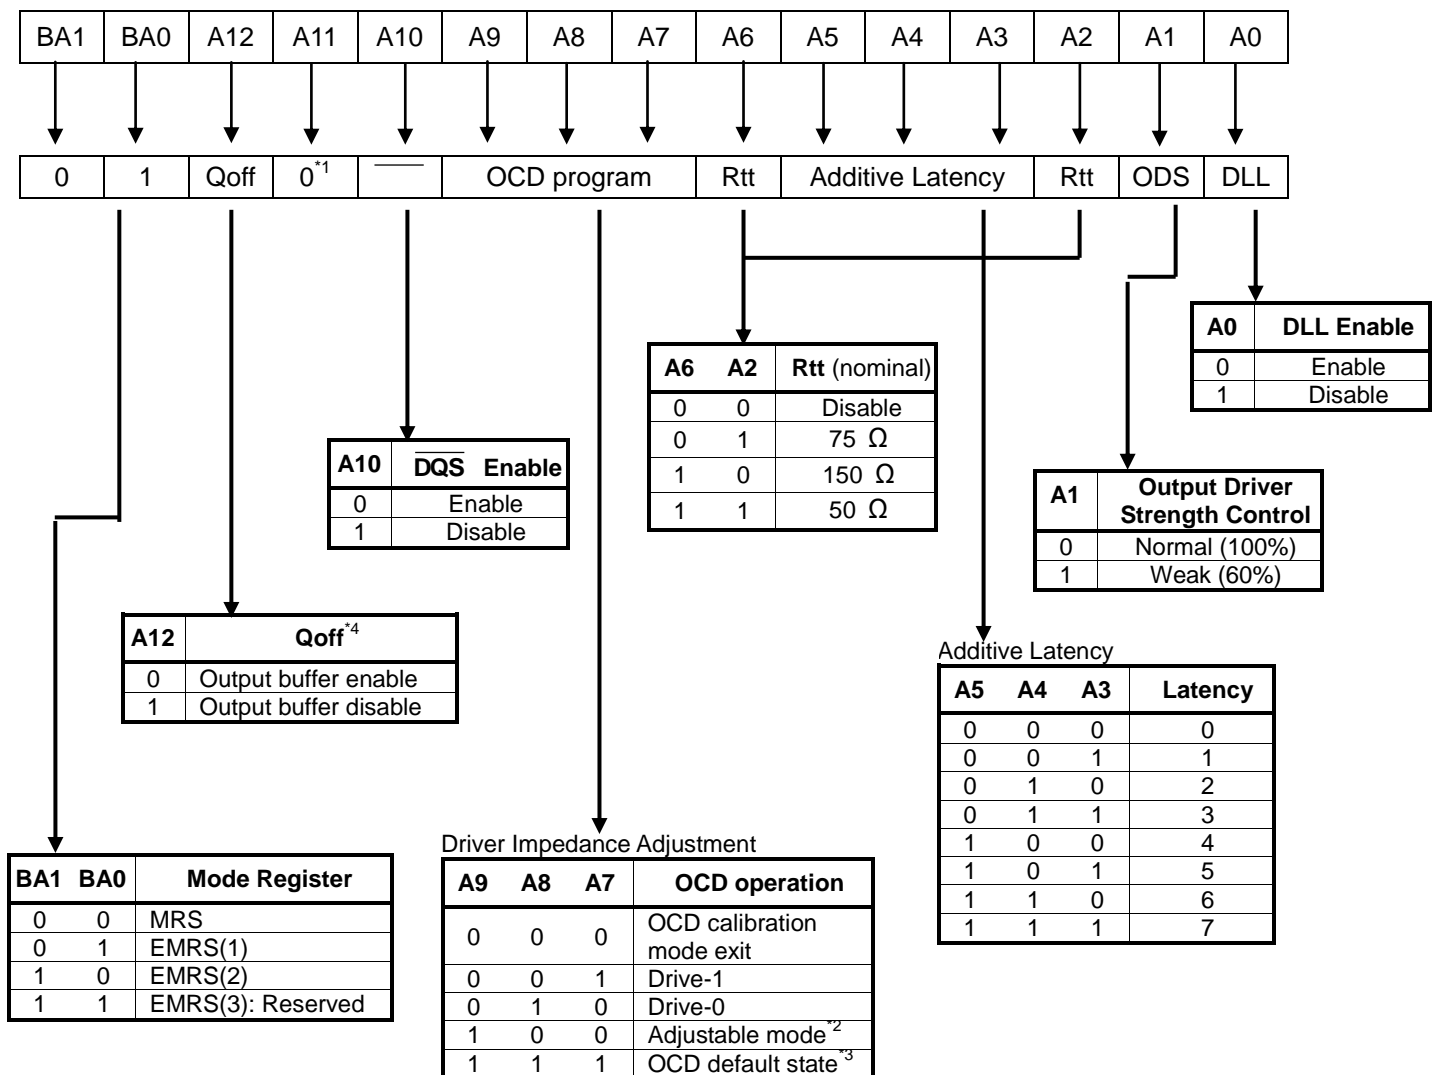 BA1 BA0 A12 A11 A10 A9 A8 A7 A6 A5 A4 A3 A2 A1 A0
0 1 Qoff 0*1 OCD program Rtt Additive Latency Rtt ODS DLL
A0 DLL Enable
0 Enable
1 Disable
A6 A2 Rtt (nominal)
0 0 Disable
0 1 75 Ω
1 0 150 Ω
1 1 50 Ω
A10 DQS Enable
0 Enable
1 Disable
A1 Output Driver
Strength Control
0 Normal (100%)
1 Weak (60%)
A12 Qoff*4
0 Output buffer enable
1 Output buffer disable
Additive Latency
A5 A4 A3 Latency
0 0 0 0
0 0 1 1
0 1 0 2
0 1 1 3
1 0 0 4
1 0 1 5
1 1 0 6
1 1 1 7
BA1 BA0 Mode Register
0 0 MRS
0 1 EMRS(1)
1 0 EMRS(2)
1 1 EMRS(3): Reserved
Driver Impedance Adjustment
A9 A8 A7 OCD operation
0 0 0 OCD calibration
mode exit
0 0 1 Drive-1
0 1 0 Drive-0
1 0 0 Adjustable mode*2
1 1 1 OCD default state*3